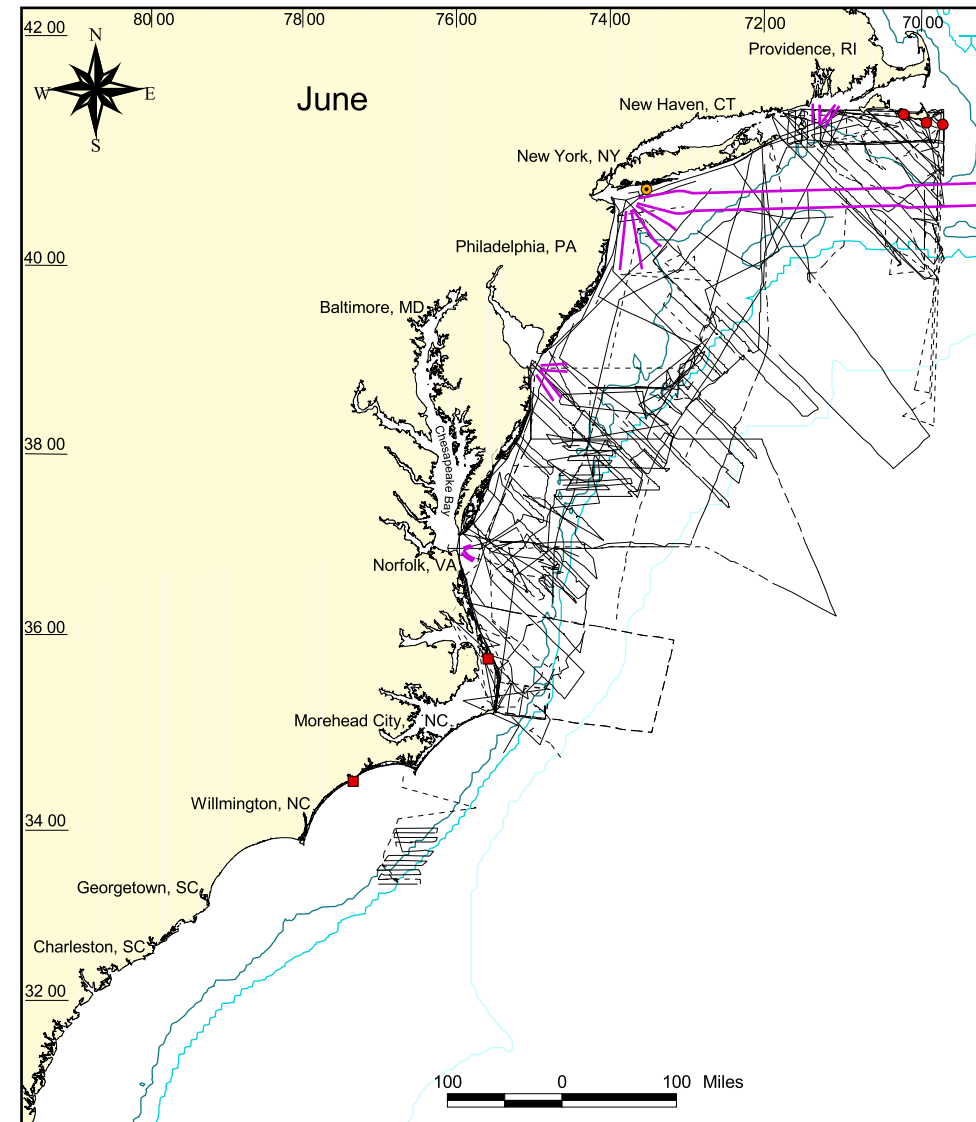 80 00 78 00 76 00 74 00 72 00 70 00
42 00
N
W E
S
June
Providence, RI
New Haven, CT
New York, NY
Philadelphia, PA
40 00
Baltimore, MD
38 00
Chesapeake Bay
Norfolk, VA
36 00
Morehead City, NC
Willmington, NC
34 00
Georgetown, SC
Charleston, SC
32 00
100 0 100 Miles